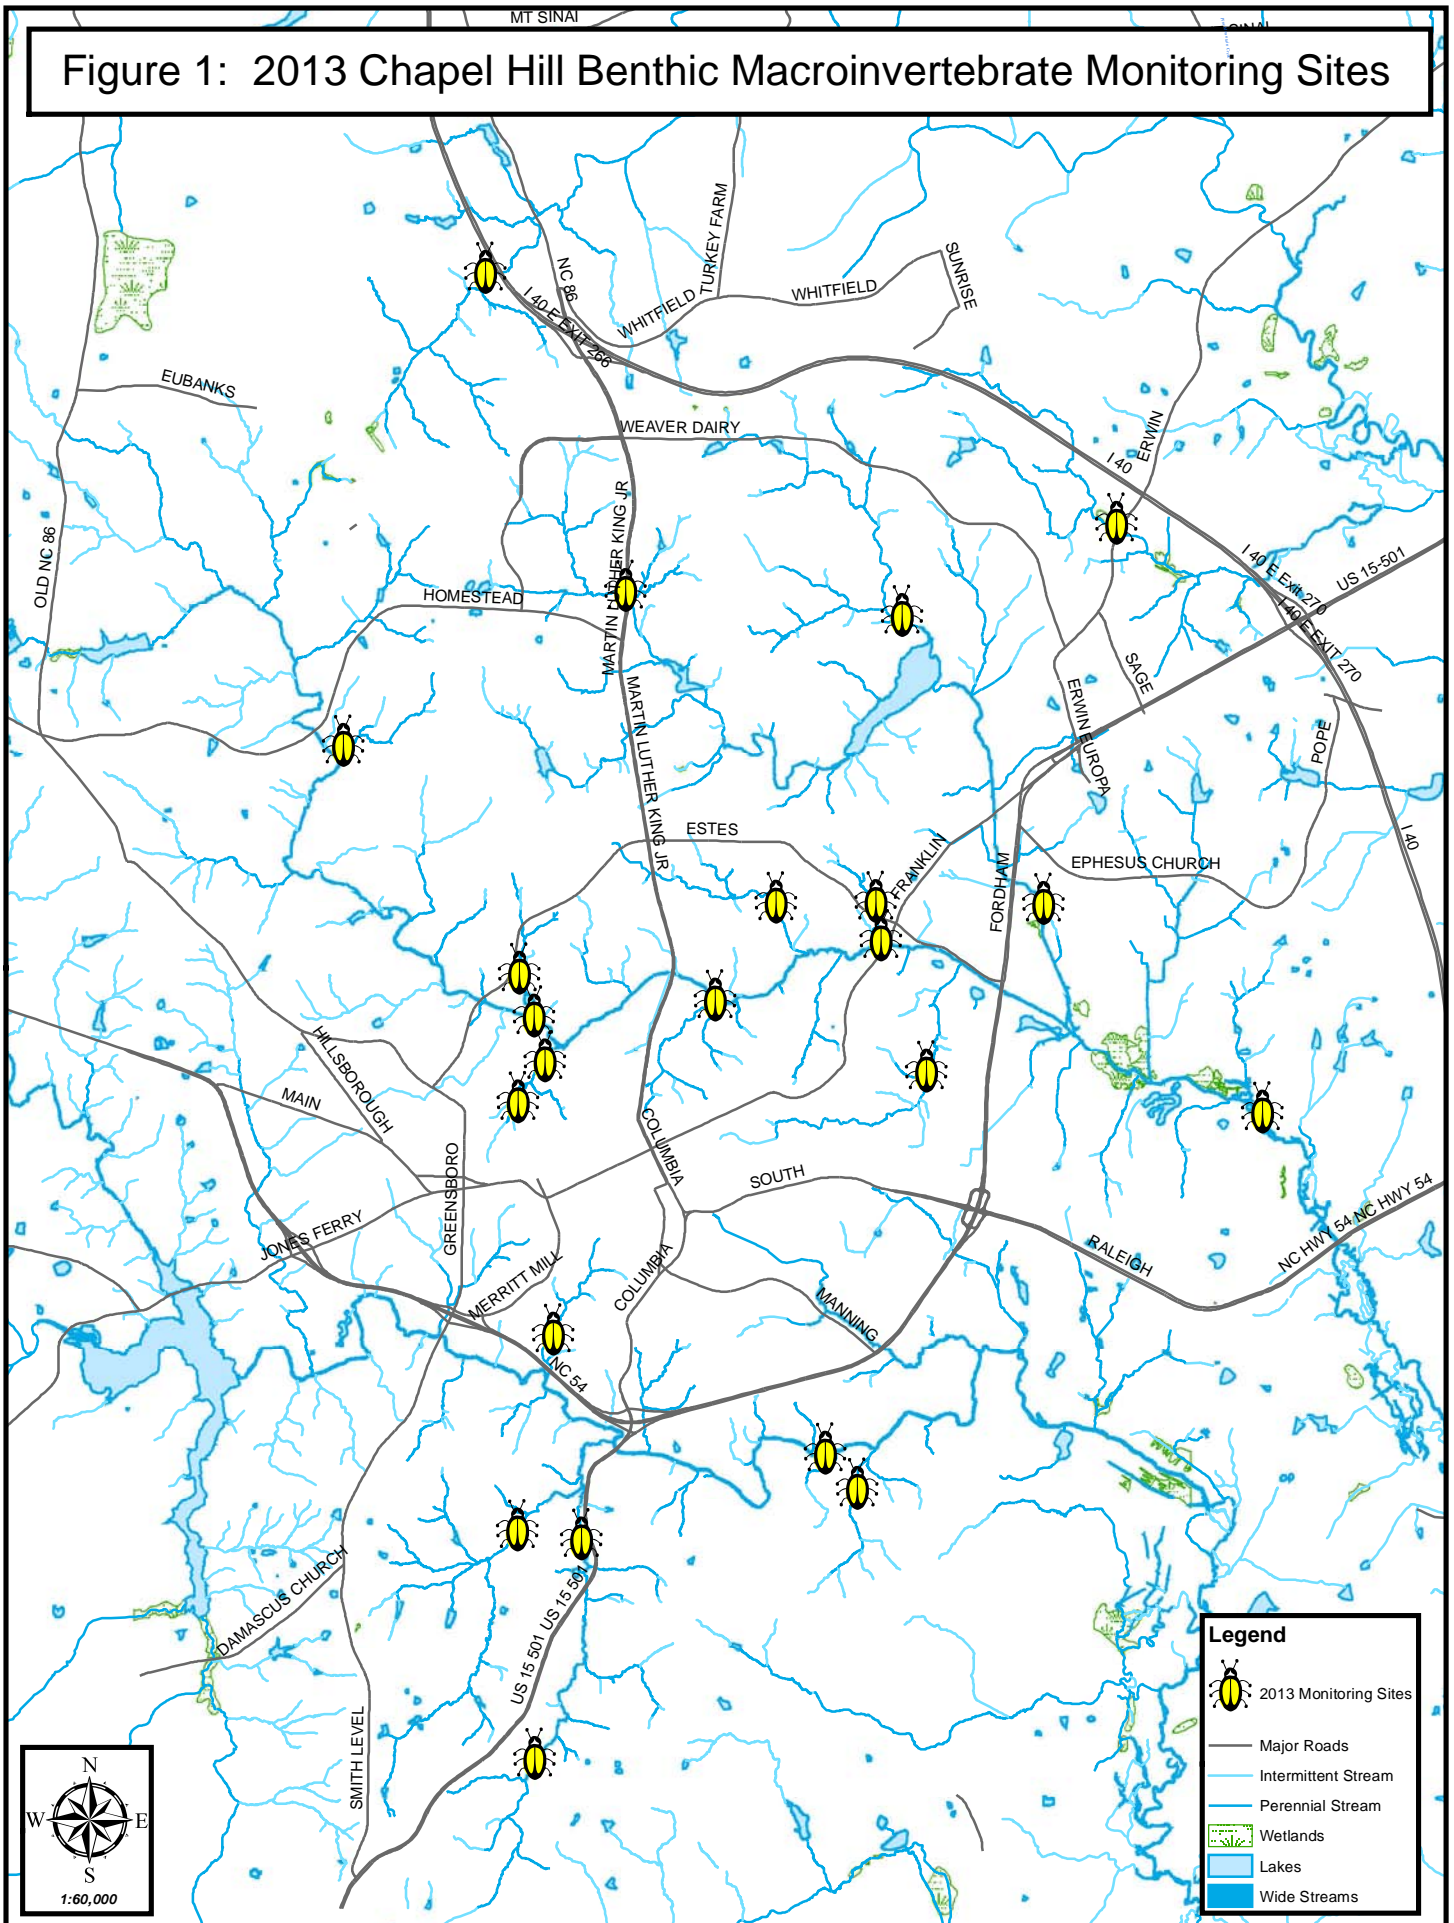 MT SINAI
SINAI
Figure 1: 2013 Chapel Hill Benthic Macroinvertebrate Monitoring Sites
TURKEY FARM
SUNRISE
NC 86
WHITFIELD
WHITFIELD
I 40 E EXIT 266
EUBANKS
WEAVER DAIRY
ERWIN
I 40
OLD NC 86
MARTIN LUTHER KING JR
I 40 E Exit 270
US 15-501
HOMESTEAD
I 40 E EXIT 270
SAGE
ERWIN
EUROPA
MARTIN LUTHER KING JR
POPE
ESTES
FRANKLIN
I 40
EPHESUS CHURCH
FORDHAM
HILLSBOROUGH
MAIN
COLUMBIA
GREENSBORO
SOUTH
NC HWY 54
NC HWY 54
JONES FERRY
RALEIGH
MERRITT MILL
COLUMBIA
MANNING
NC 54
DAMASCUS CHURCH
US 15 501
US 15 501
SMITH LEVEL
Legend
2013 Monitoring Sites
Major Roads
Intermittent Stream
Perennial Stream
Wetlands
Lakes
Wide Streams
N
W
E
S
1:60,000